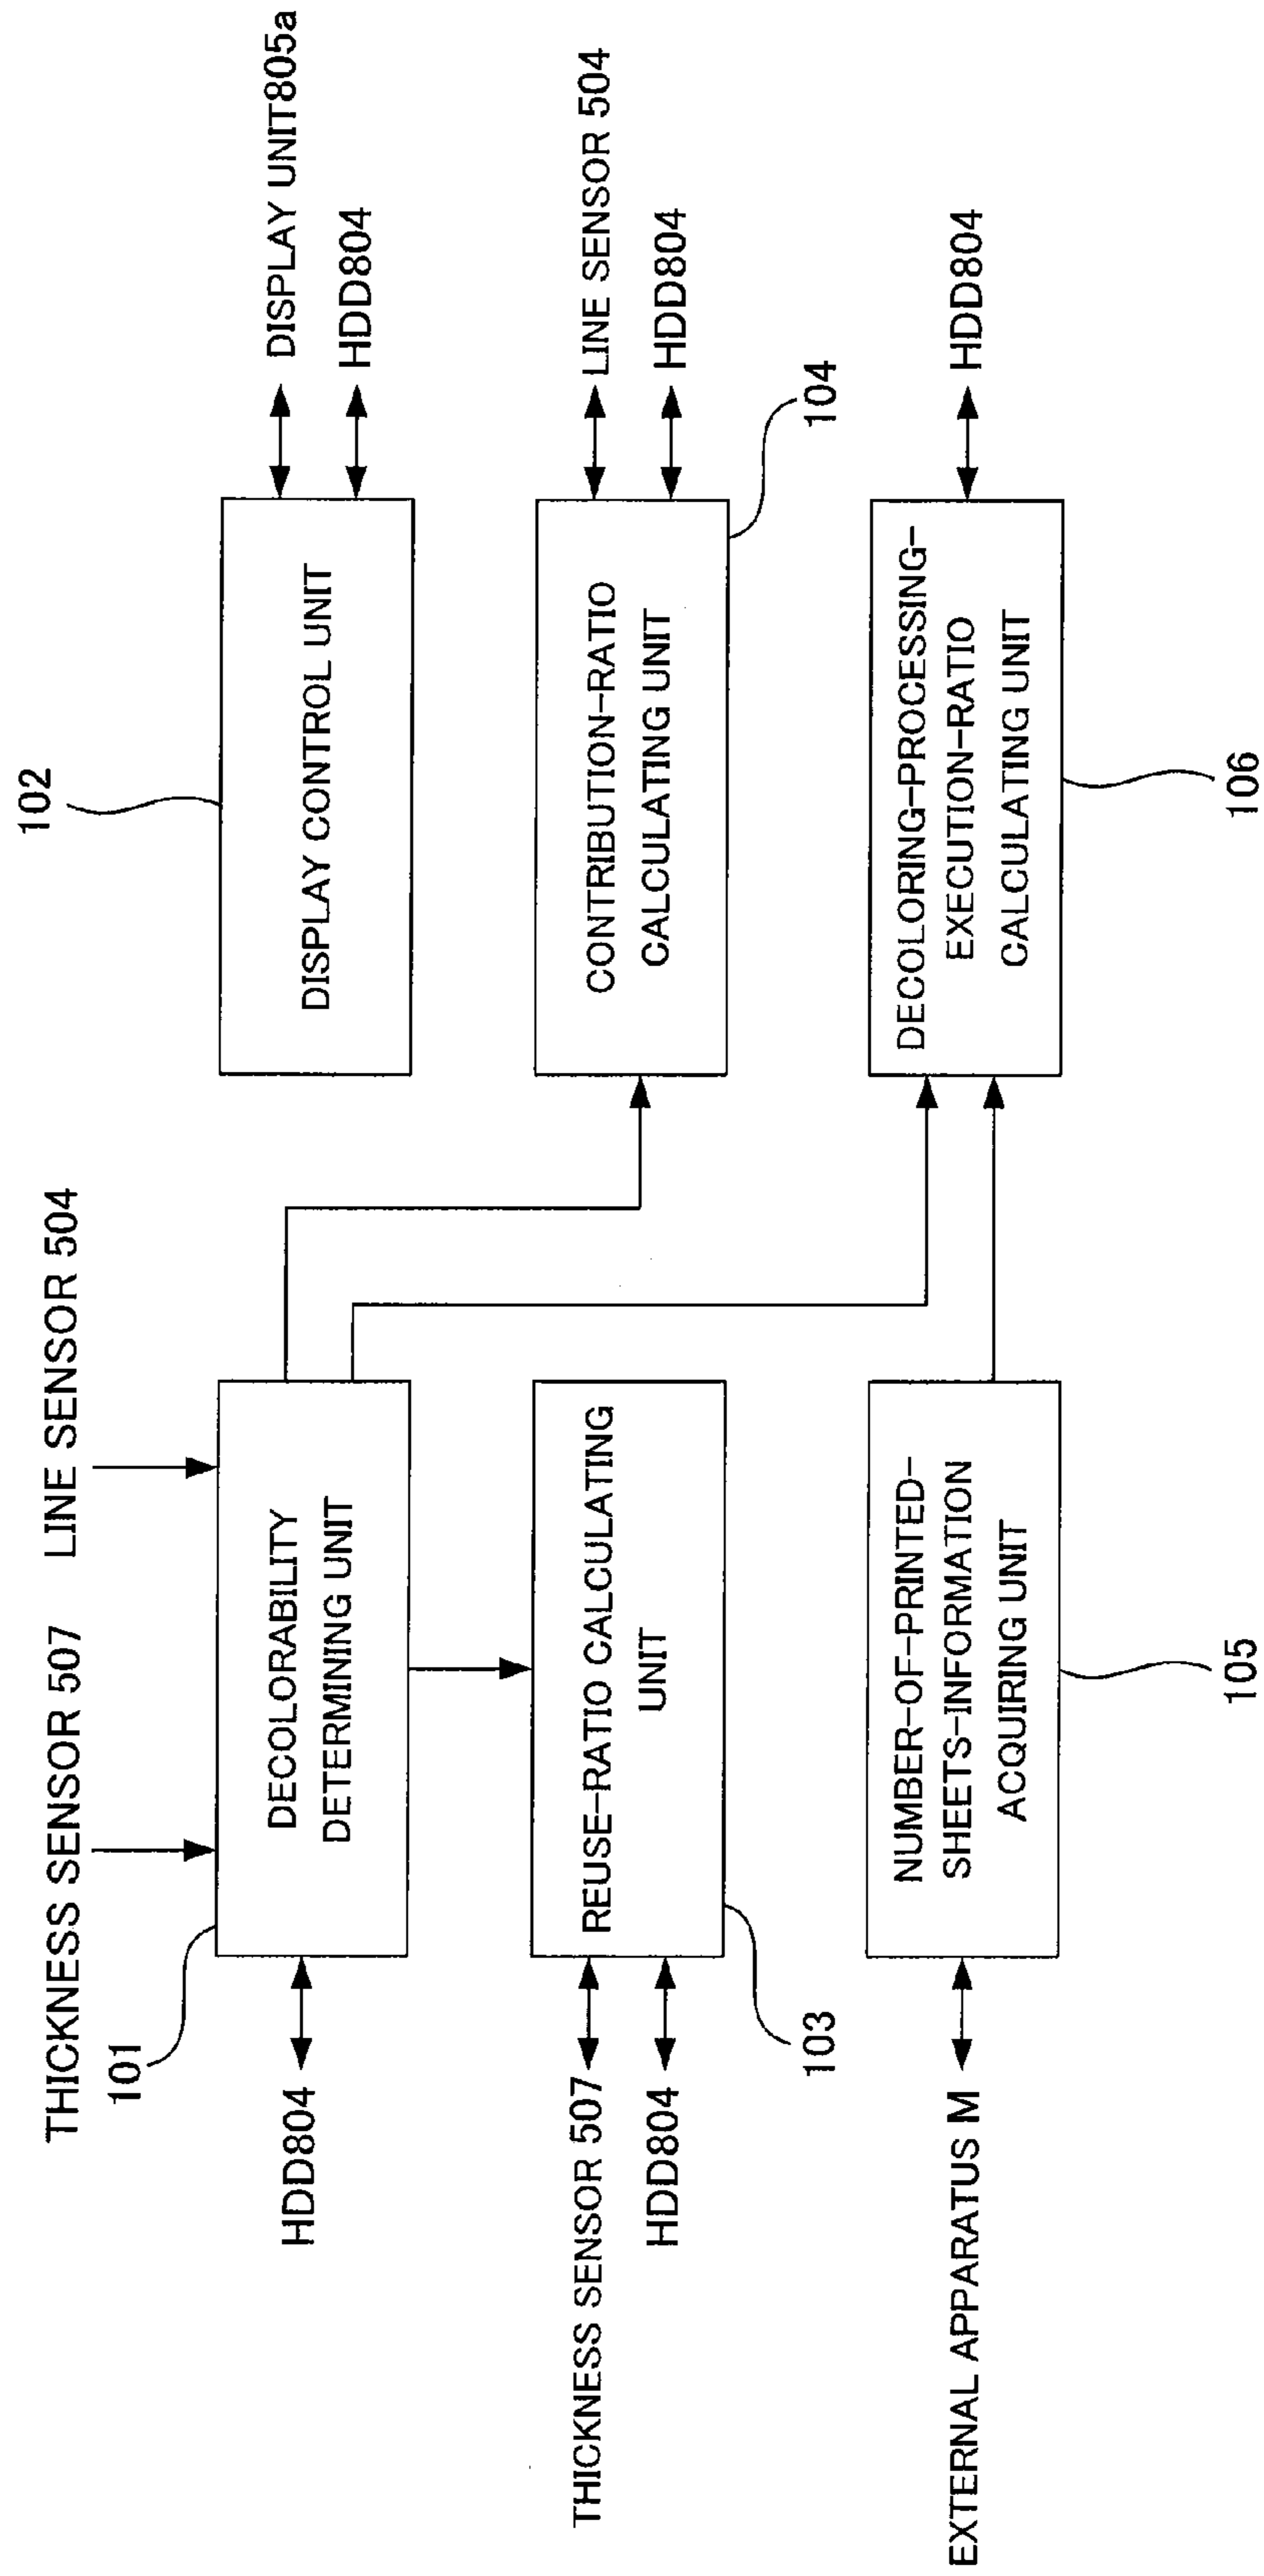 THICKNESS SENSOR 507
LINE SENSOR 504
101
102
HDD804
DECOLORABILITY
DETERMINING UNIT
DISPLAY CONTROL UNIT
DISPLAY UNIT805a
HDD804
THICKNESS SENSOR 507
HDD804
REUSE-RATIO CALCULATING
UNIT
103
CONTRIBUTION-RATIO
CALCULATING UNIT
LINE SENSOR 504
HDD804
104
EXTERNAL APPARATUS M
NUMBER-OF-PRINTED-
SHEETS-INFORMATION
ACQUIRING UNIT
105
DECOLORING-PROCESSING-
EXECUTION-RATIO
CALCULATING UNIT
HDD804
106